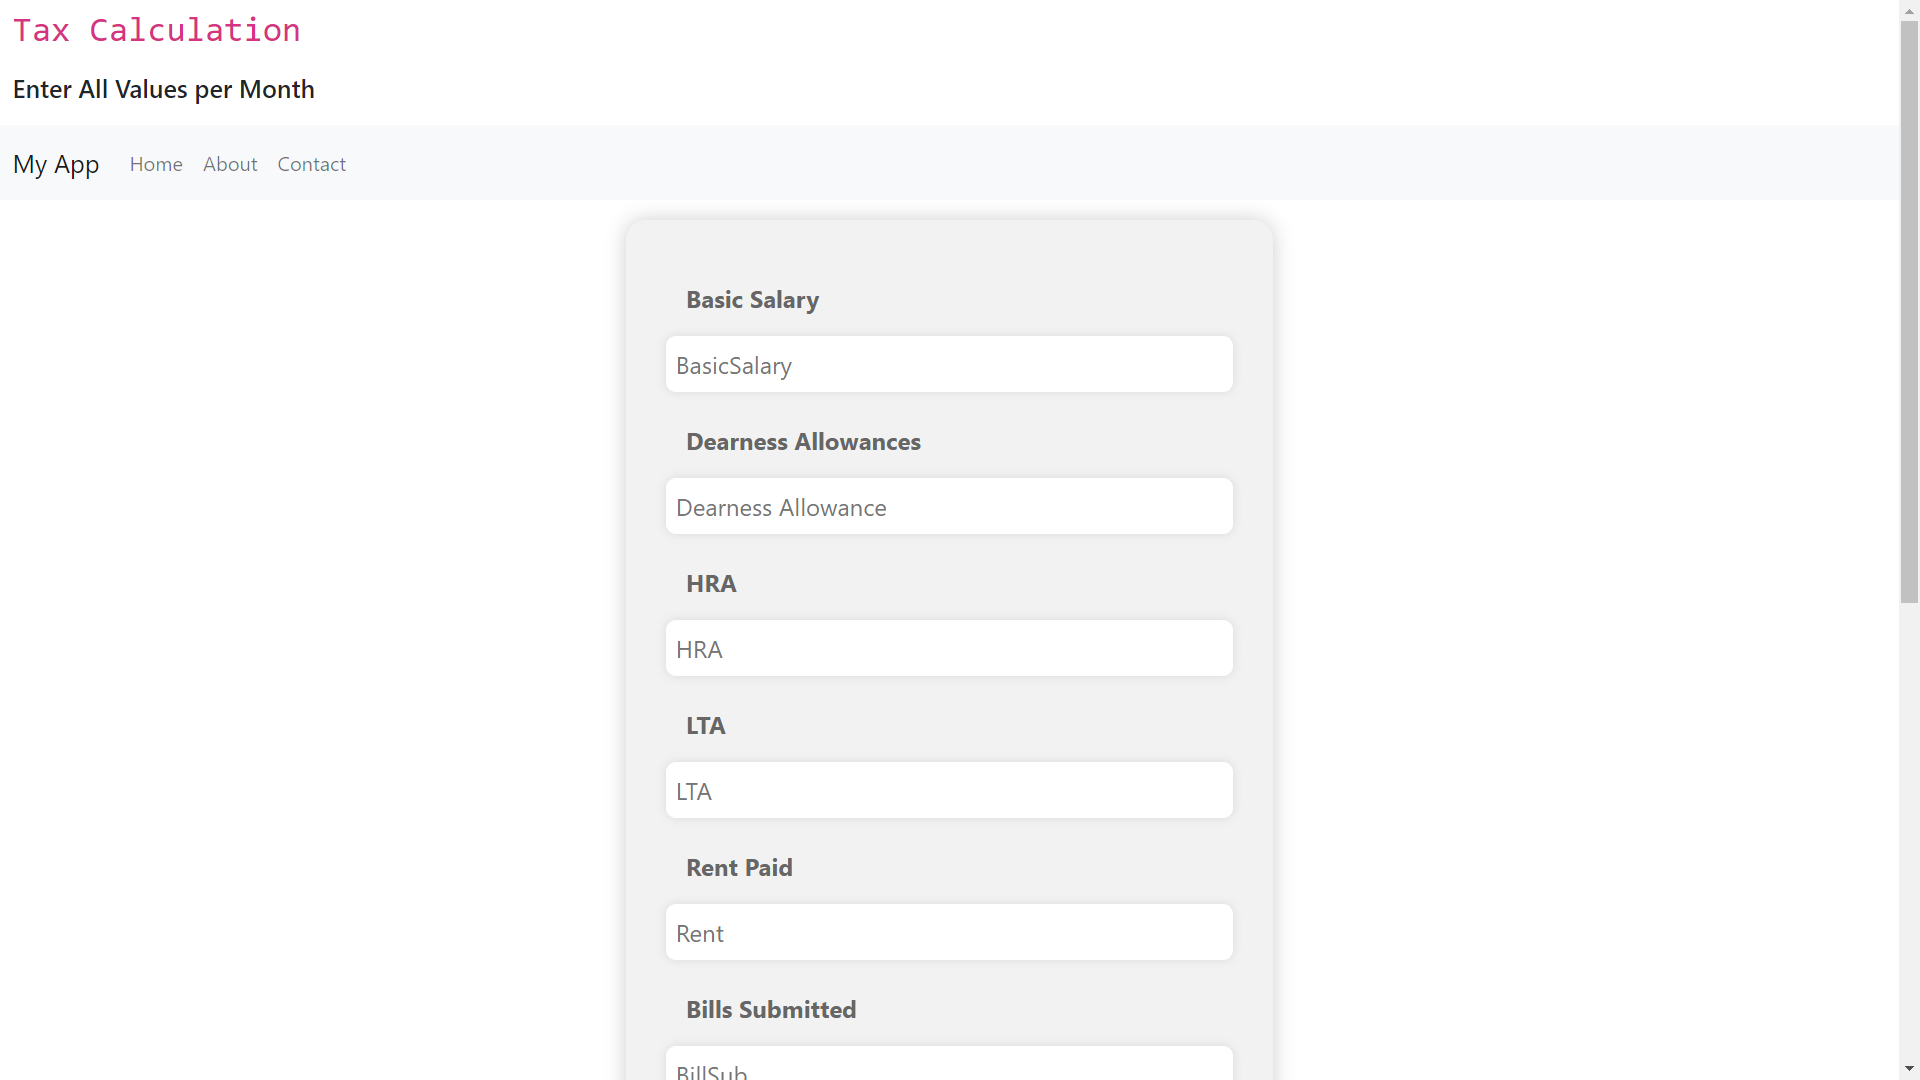 Tax Calculation
Enter All Values per Month
My App Home About Contact
Basic Salary
BasicSalary
Dearness Allowances
Dearness Allowance
HRA
HRA
LTA
LTA
Rent Paid
Rent
Bills Submitted
BillSub